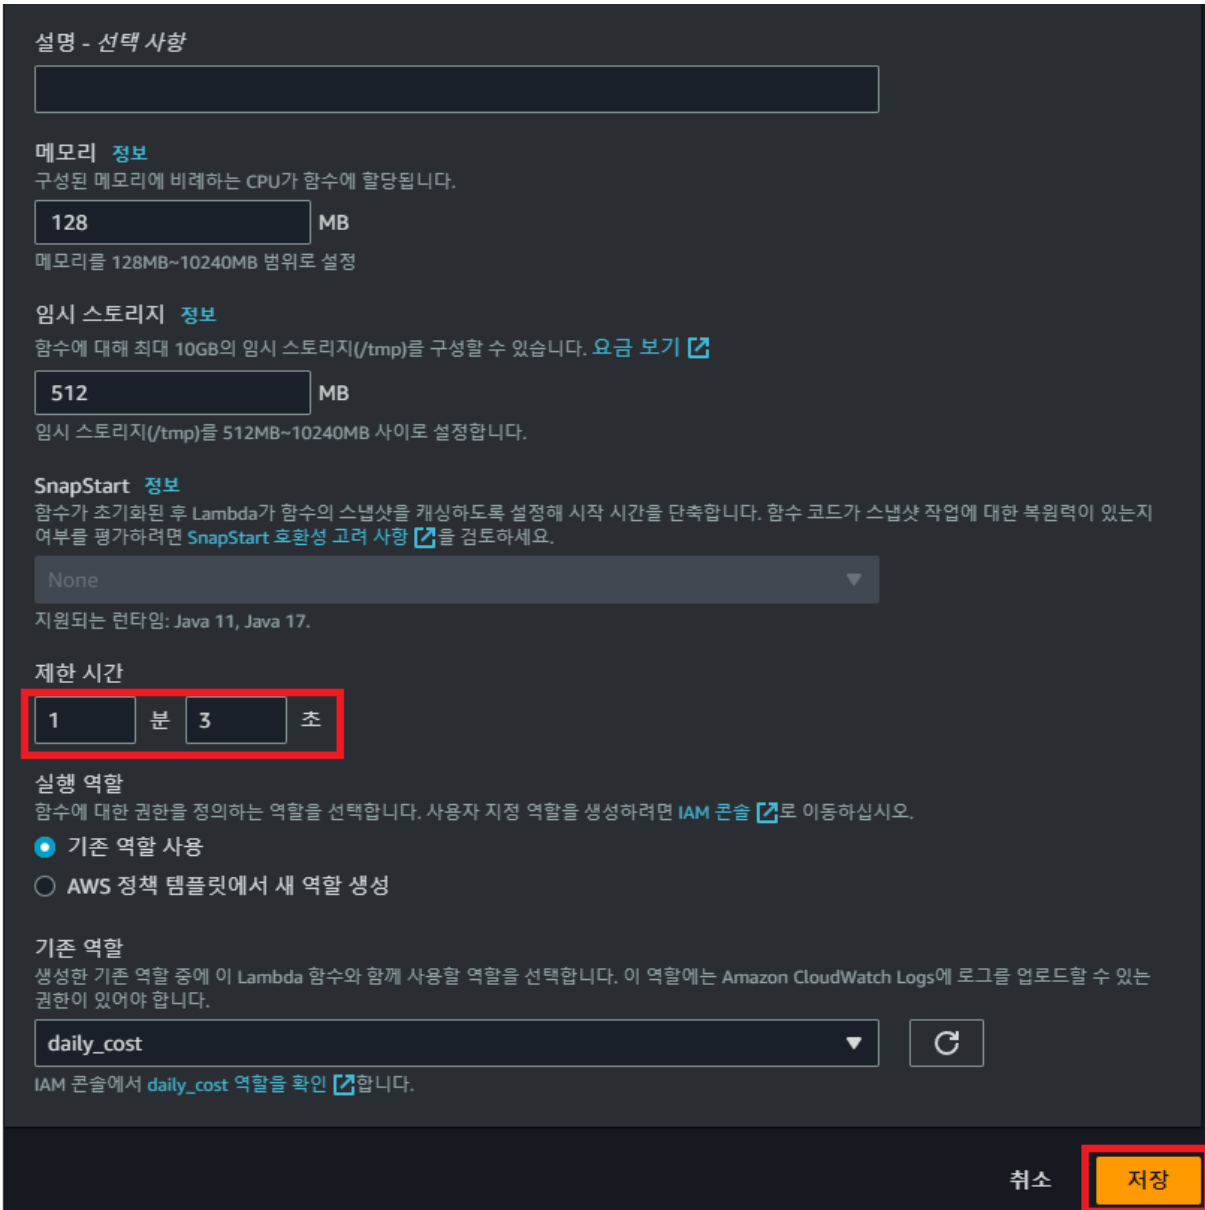 설명 - 선택 사항
메모리 정보
구성된 메모리에 비례하는 CPU가 함수에 할당됩니다.
128 MB
메모리를 128MB~10240MB 범위로 설정
임시 스토리지 정보
함수에 대해 최대 10GB의 임시 스토리지(/tmp)를 구성할 수 있습니다. 요금 보기
512 MB
임시 스토리지(/tmp)를 512MB~10240MB 사이로 설정합니다.
SnapStart 정보
함수가 초기화된 후 Lambda가 함수의 스냅샷을 캐싱하도록 설정해 시작 시간을 단축합니다. 함수 코드가 스냅샷 작업에 대한 복원력이 있는지
여부를 평가하려면 SnapStart 호환성 고려 사항 을 검토하세요.
None
지원되는 런타임: Java 11, Java 17.
제한 시간
1 분 3 초
실행 역할
함수에 대한 권한을 정의하는 역할을 선택합니다. 사용자 지정 역할을 생성하려면 IAM 콘솔 로 이동하십시오.
기존 역할 사용
AWS 정책 템플릿에서 새 역할 생성
기존 역할
생성한 기존 역할 중에 이 Lambda 함수와 함께 사용할 역할을 선택합니다. 이 역할에는 Amazon CloudWatch Logs에 로그를 업로드할 수 있는
권한이 있어야 합니다.
daily_cost
IAM 콘솔에서 daily_cost 역할을 확인 합니다.
취소 저장